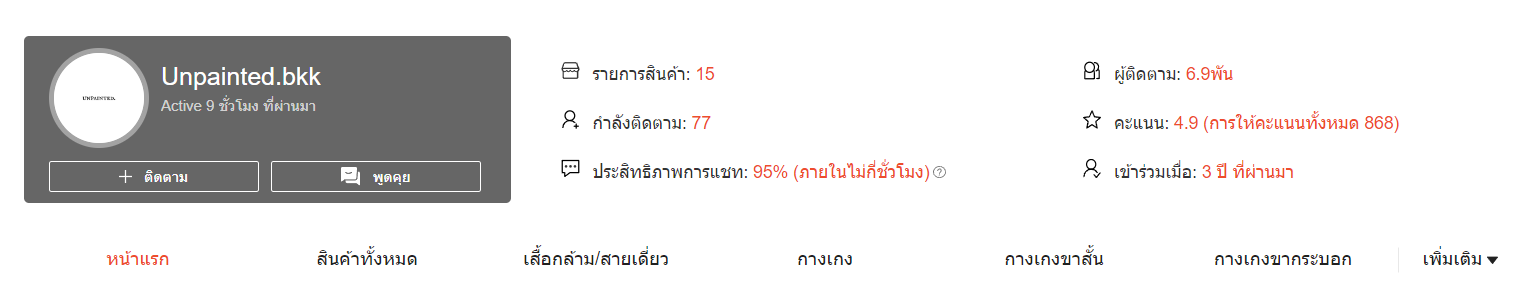 UNPAINTED.
Unpainted.bkk
Active 9 ชั่วโมง ที่ผ่านมา
ติดตาม
พูดคุย
รายการสินค้า: 15
กำลังติดตาม: 77
ประสิทธิภาพการแชท: 95% (ภายในไม่กี่ชั่วโมง)
ผู้ติดตาม: 6.9พัน
คะแนน: 4.9 (การให้คะแนนทั้งหมด 868)
เข้าร่วมเมื่อ: 3 ปี ที่ผ่านมา
หน้าแรก
สินค้าทั้งหมด
เสื้อกล้าม/สายเดี่ยว
กางเกง
กางเกงขาสั้น
กางเกงขากระบอก
เพิ่มเติม